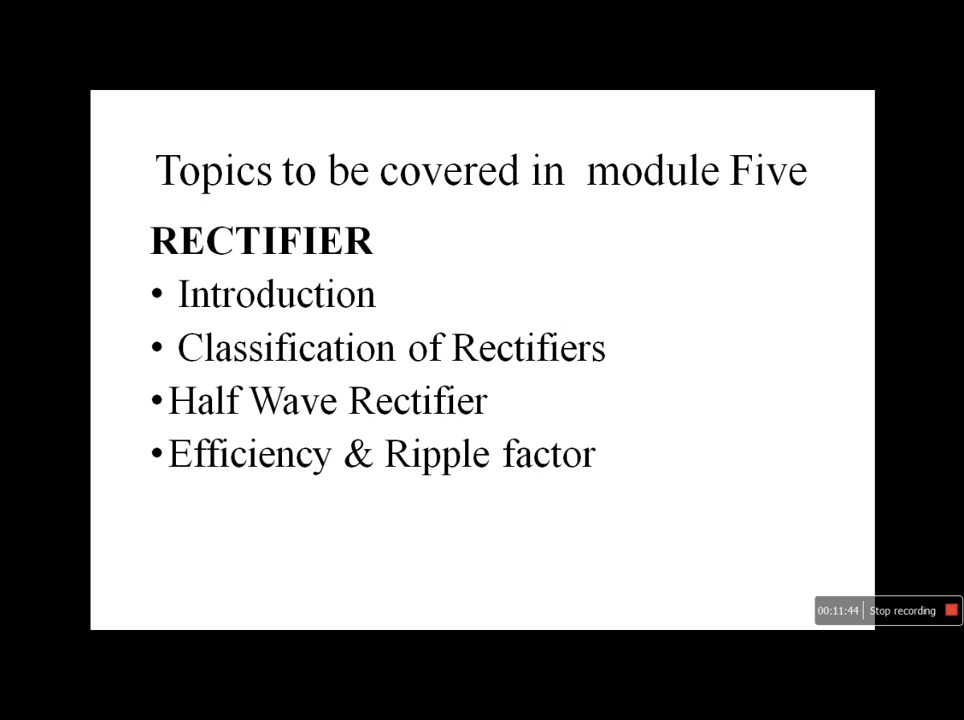 Topics to be covered in  module Five
RECTIFIER
• Introduction
• Classification of Rectifiers
• Half Wave Rectifier
• Efficiency & Ripple factor
00:11:44 Stop recording